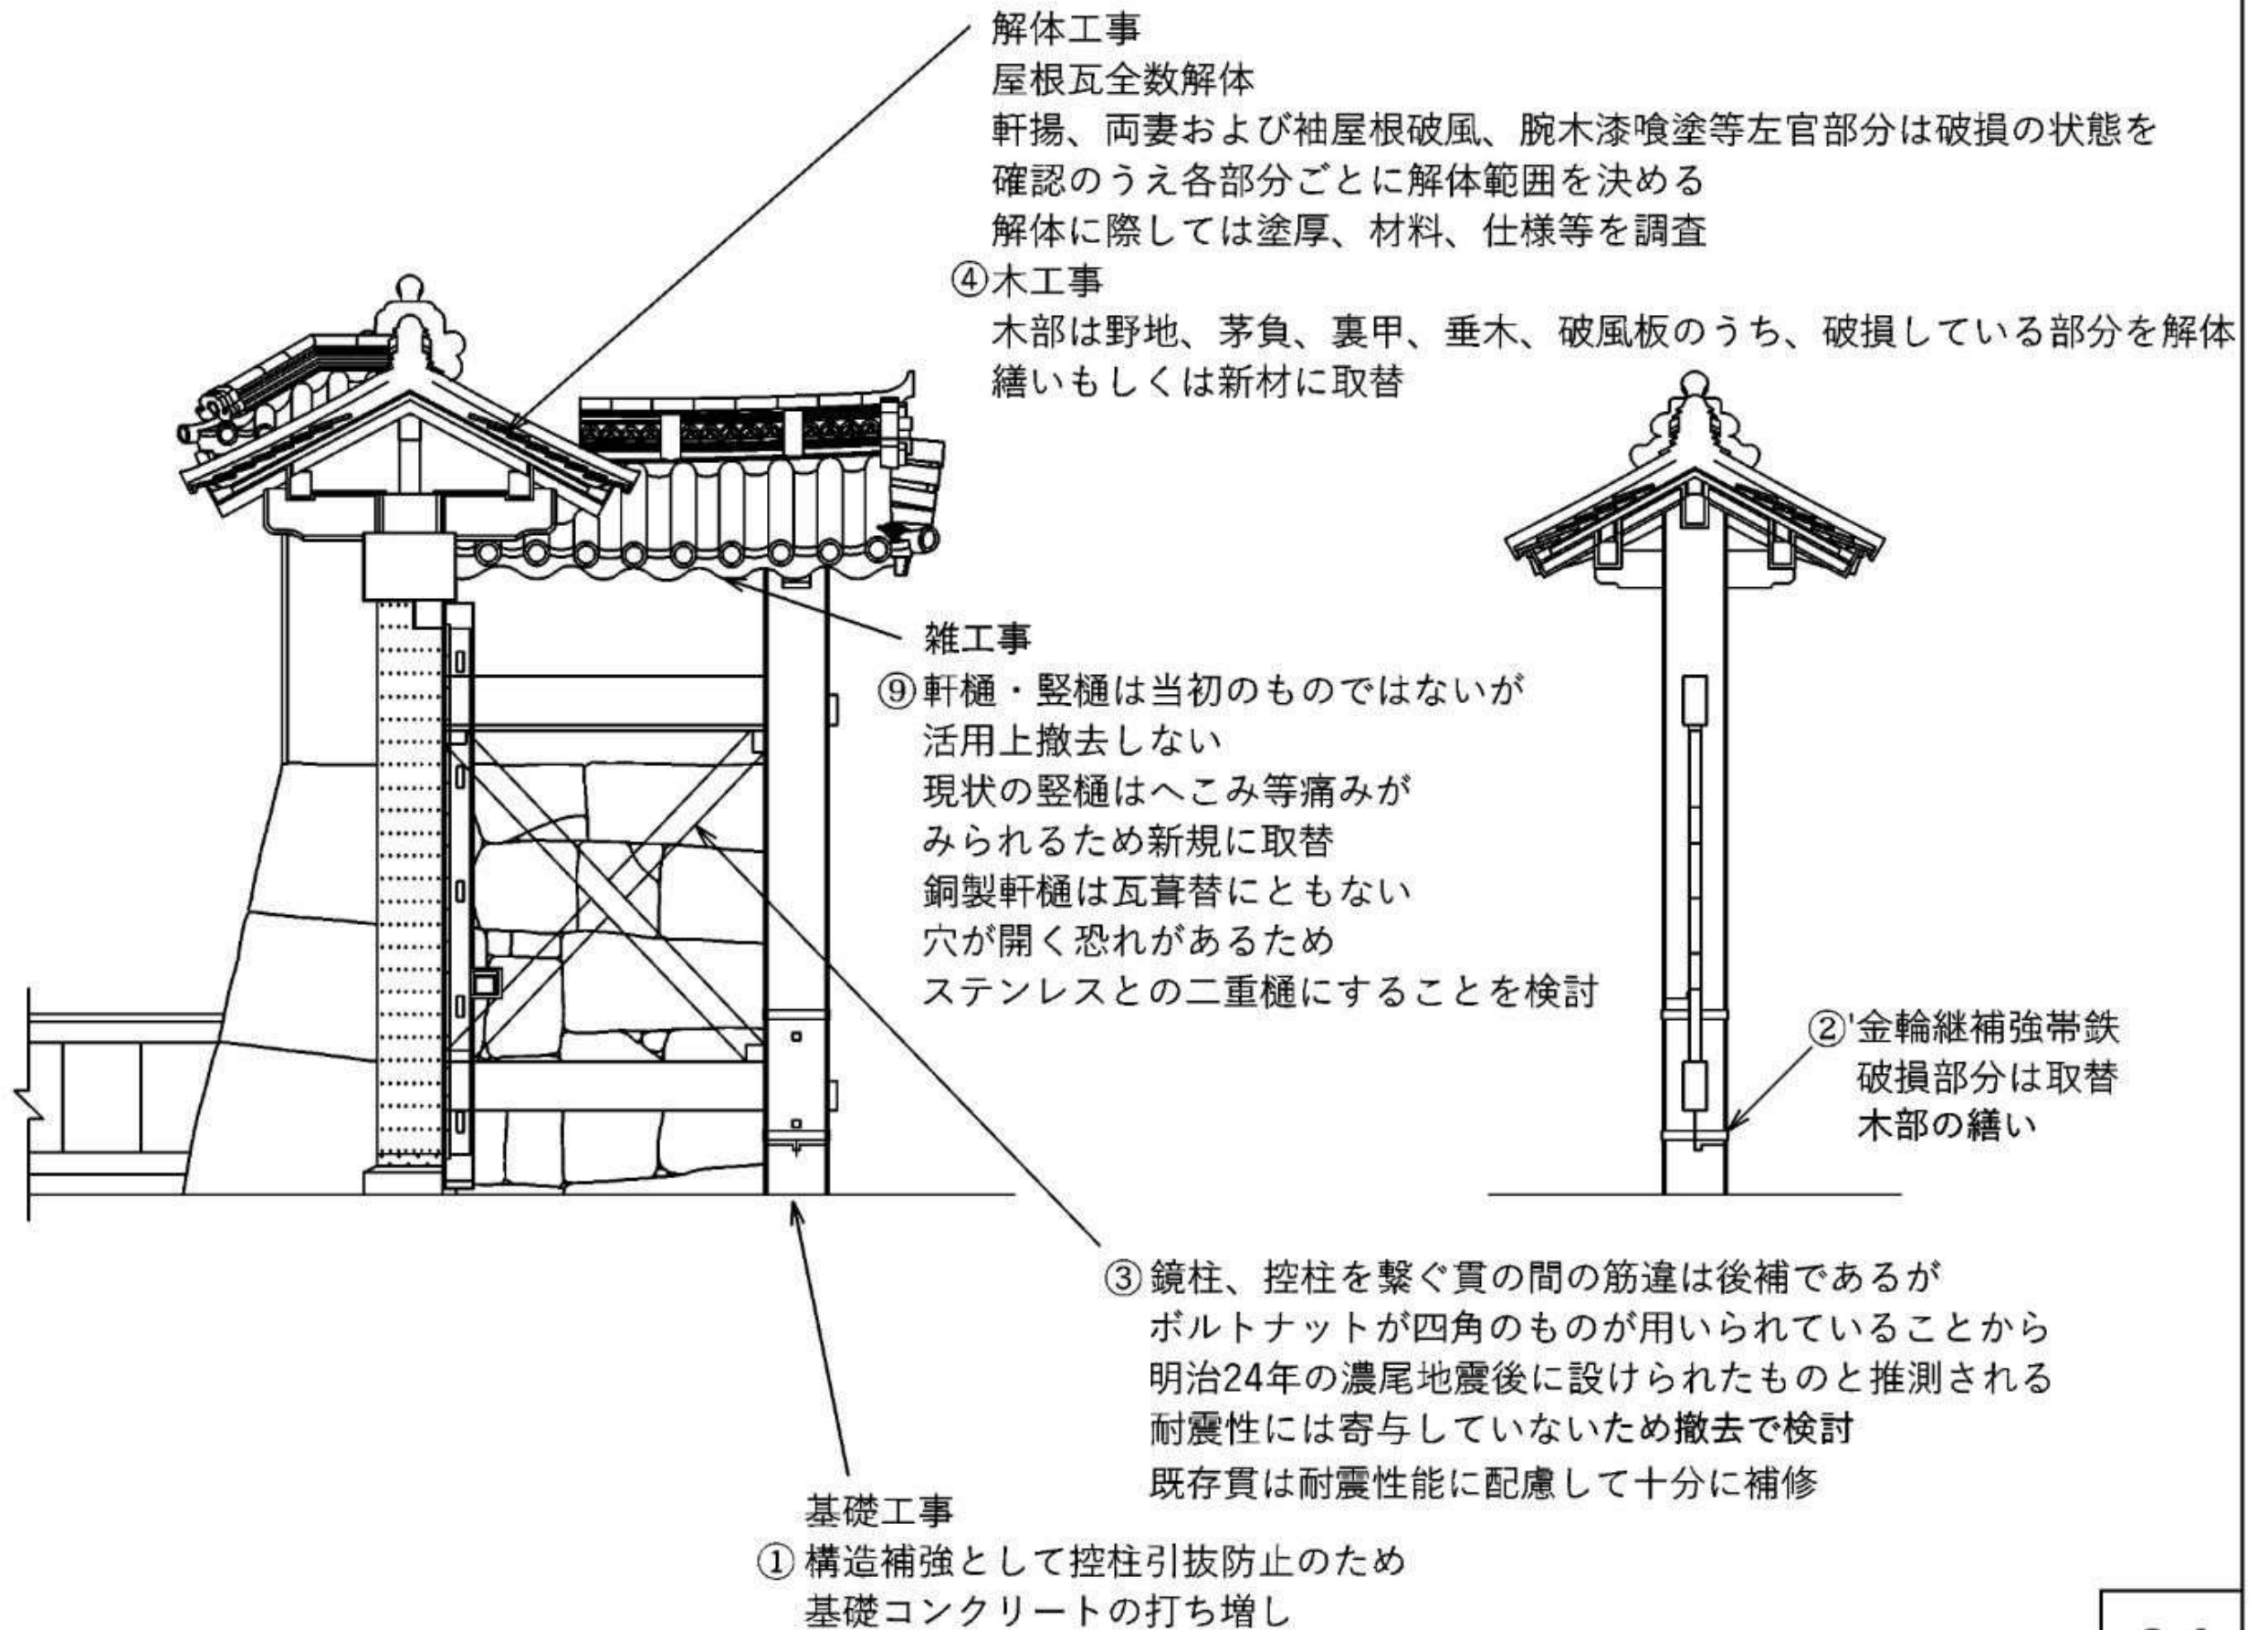 解体工事
屋根瓦全数解体
軒揚、両妻および袖屋根破風、腕木漆喰塗等左官部分は破損の状態を
確認のうえ各部分ごとに解体範囲を決める
解体に際しては塗厚、材料、仕様等を調査
④木工事
木部は野地、茅負、裏甲、垂木、破風板のうち、破損している部分を解体
繕いもしくは新材に取替
雑工事
⑨軒樋・竪樋は当初のものではないが
活用上撤去しない
現状の竪樋はへこみ等痛みが
みられるため新規に取替
銅製軒樋は瓦葺替にともない
穴が開く恐れがあるため
ステンレスとの二重樋にすることを検討
②'金輪継補強帯鉄
破損部分は取替
木部の繕い
③鏡柱、控柱を繋ぐ貫の間の筋違は後補であるが
ボルトナットが四角のものが用いられていることから
明治24年の濃尾地震後に設けられたものと推測される
耐震性には寄与していないため撤去で検討
既存貫は耐震性能に配慮して十分に補修
基礎工事
①構造補強として控柱引抜防止のため
基礎コンクリートの打ち増し